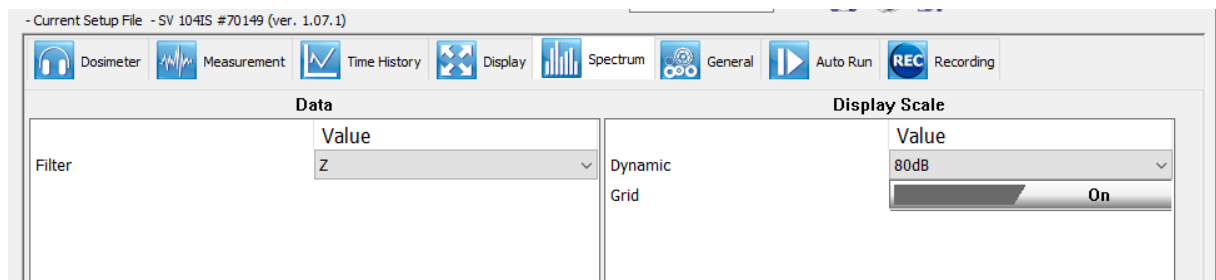 - Current Setup File - SV 104IS #70149 (ver. 1.07.1)
Dosimeter Measurement Time History Display Spectrum General Auto Run REC Recording
Data Display Scale
Value Value
Filter Z Dynamic 80dB
Grid On